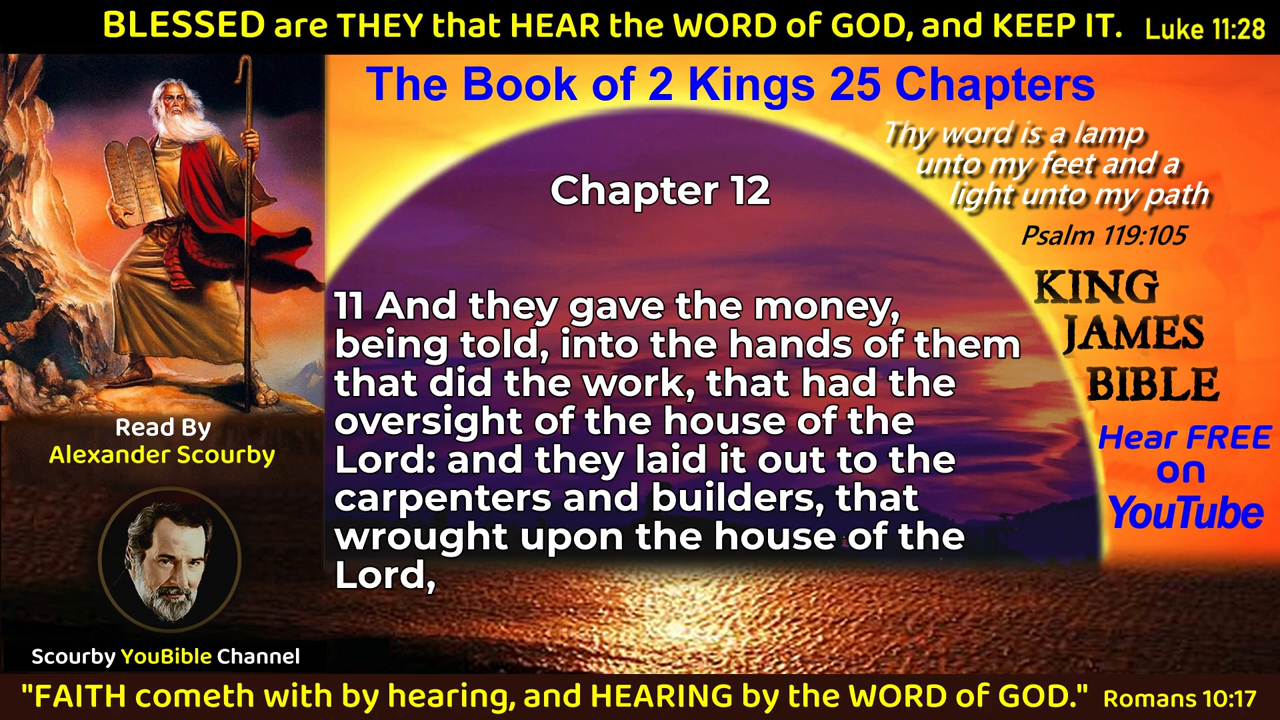 BLESSED are THEY that HEAR the WORD of GOD, and KEEP IT. Luke 11:28
The Book of 2 Kings 25 Chapters
Thy word is a lamp
unto my feet and a
light unto my path
Psalm 119:105
KING
JAMES
BIBLE
Hear FREE
on
YouTube
Chapter 12
11 And they gave the money,
being told, into the hands of them
that did the work, that had the
oversight of the house of the
Lord: and they laid it out to the
carpenters and builders, that
wrought upon the house of the
Lord,
Read By
Alexander Scourby
Scourby YouBible Channel
"FAITH cometh with by hearing, and HEARING by the WORD of GOD." Romans 10:17